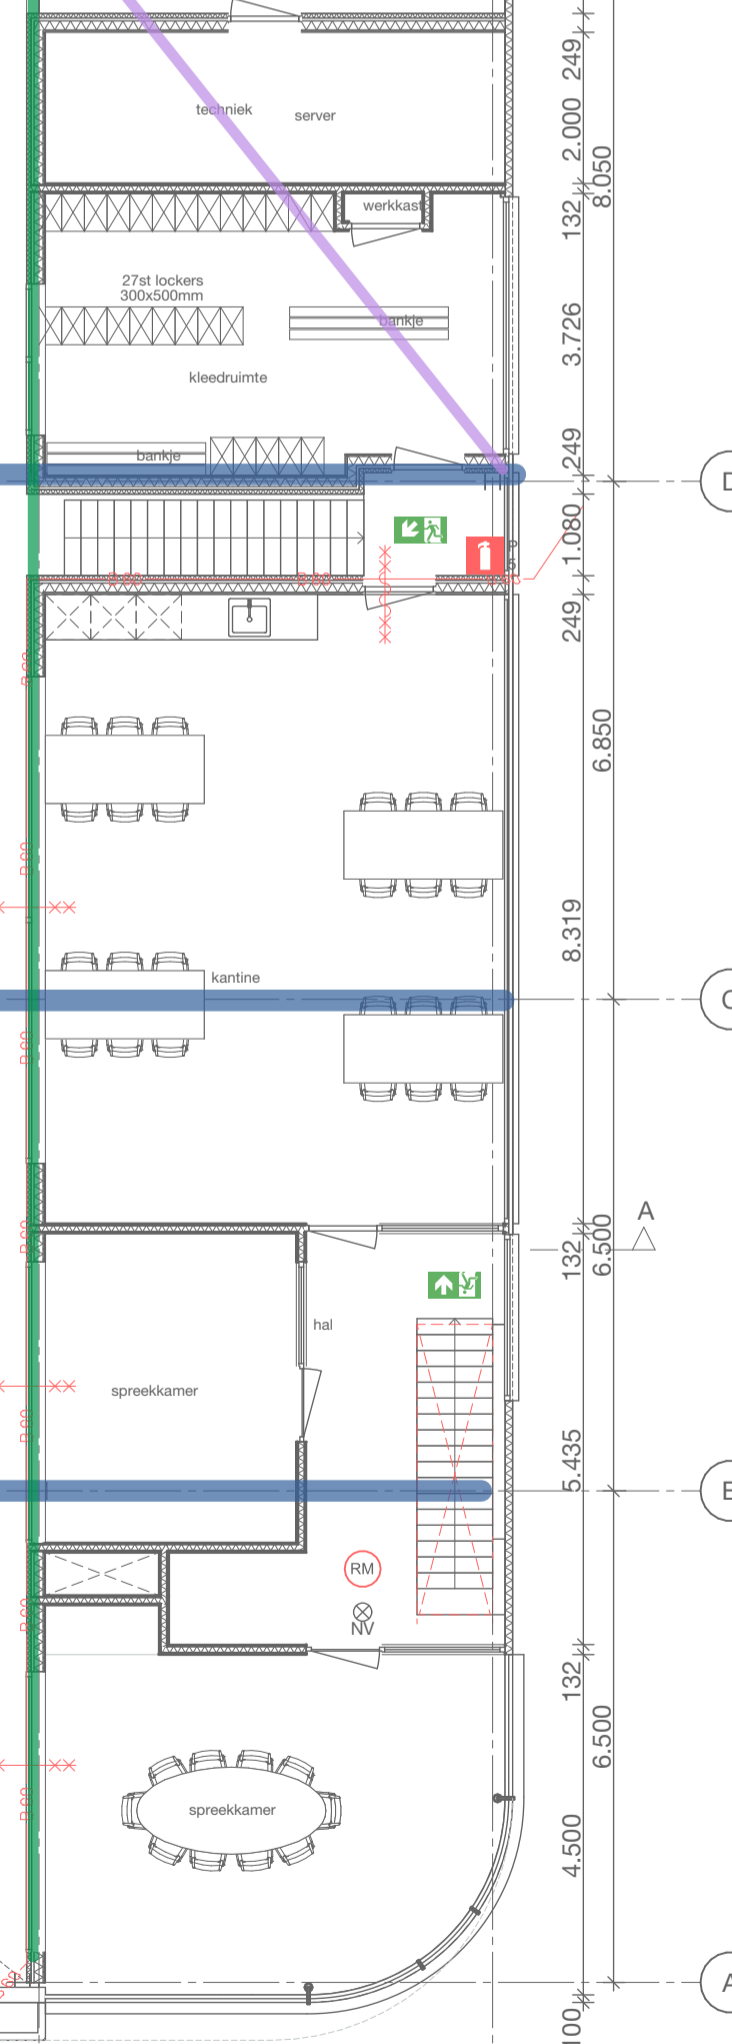 249
2.000
8.050
techniek
server
132
werkkast
27st lockers
300x500mm
3.726
bankje
kleedruimte
249
bankje
D
1.080
249
6.850
8.319
kantine
C
A
132
6.500
hal
spreekkamer
5.435
B
RM
NV
132
6.500
spreekkamer
4.500
A
100